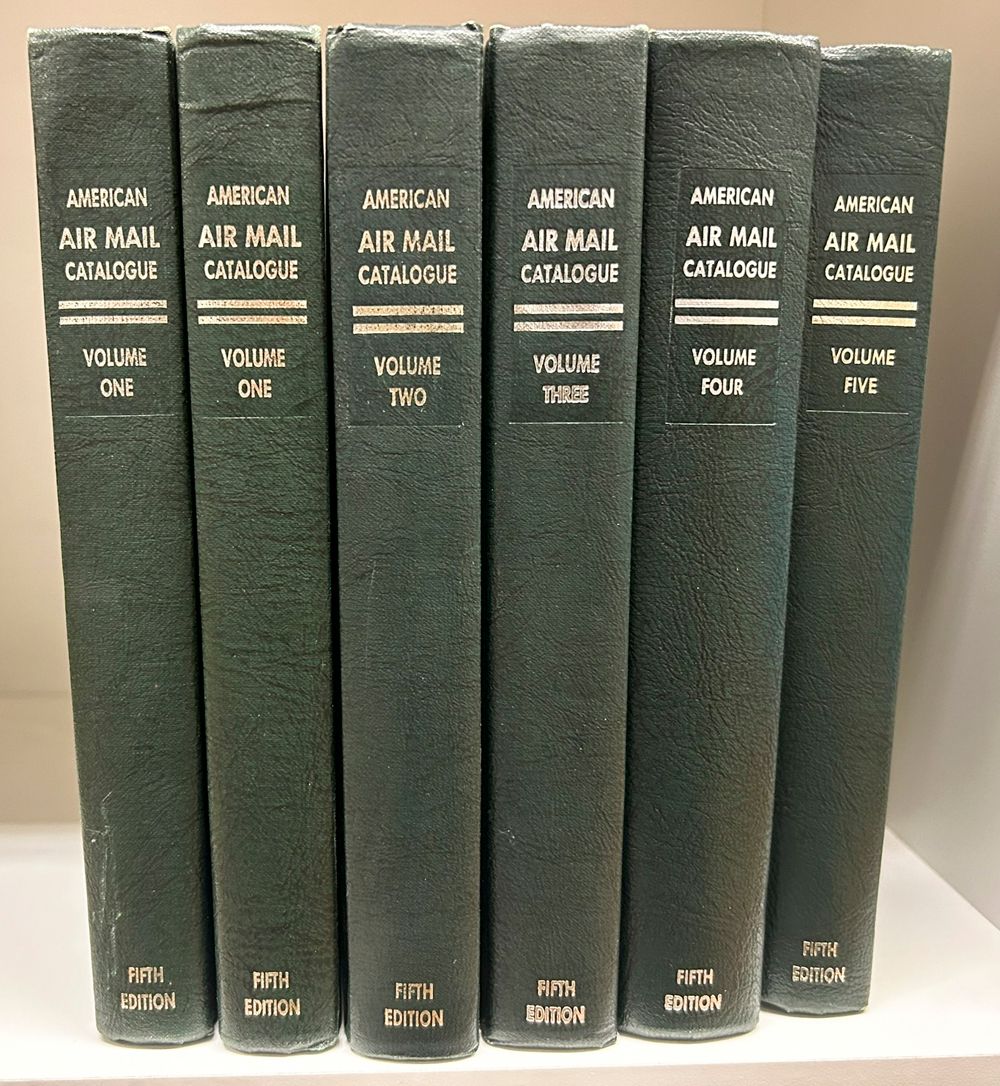 AMERICAN
AIR MAIL
CATALOGUE
VOLUME
ONE
FIFTH
EDITION
AMERICAN
AIR MAIL
CATALOGUE
VOLUME
ONE
FIFTH
EDITION
AMERICAN
AIR MAIL
CATALOGUE
VOLUME
TWO
FIFTH
EDITION
AMERICAN
AIR MAIL
CATALOGUE
VOLUME
THREE
FIFTH
EDITION
AMERICAN
AIR MAIL
CATALOGUE
VOLUME
FOUR
FIFTH
EDITION
AMERICAN
AIR MAIL
CATALOGUE
VOLUME
FIVE
FIFTH
EDITION